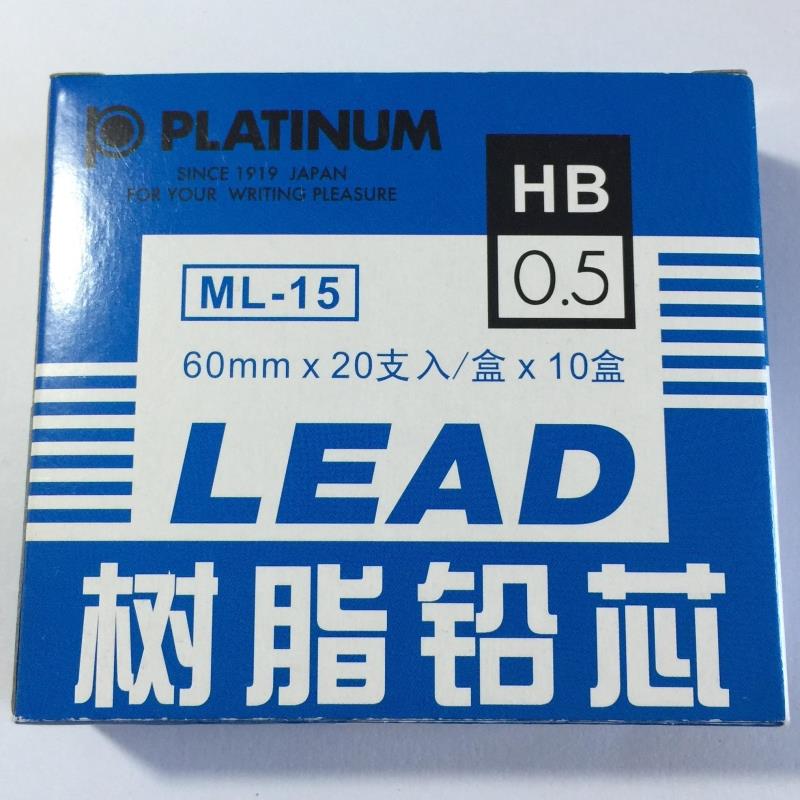 PLATINUM
SINCE 1919 JAPAN
FOR YOUR WRITING PLEASURE
HB
0.5
ML-15
60mm x 20支入/盒 x 10盒
LEAD
树脂铅芯